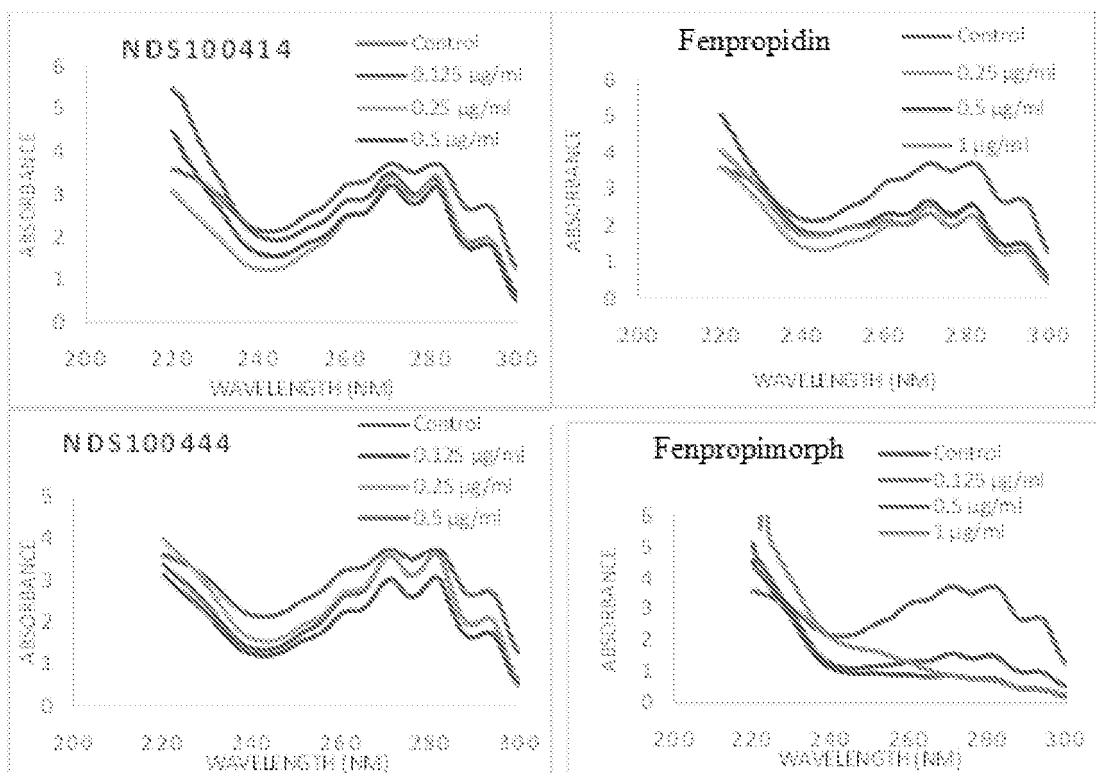 NDS100414
Control
0.125 µg/ml
0.25 µg/ml
0.5 µg/ml
ABSORBANCE
6
5
4
3
2
1
0
200 220 240 260 280 300
WAVELENGTH (NM)
Fenpropidin
Control
0.25 µg/ml
0.5 µg/ml
1 µg/ml
ABSORBANCE
6
5
4
3
2
1
0
200 220 240 260 280 300
WAVELENGTH (NM)
NDS100444
Control
0.125 µg/ml
0.25 µg/ml
0.5 µg/ml
ABSORBANCE
5
4
3
2
1
0
200 220 240 260 280 300
WAVELENGTH (NM)
Fenpropimorph
Control
0.125 µg/ml
0.5 µg/ml
1 µg/ml
ABSORBANCE
6
5
4
3
2
1
0
200 220 240 260 280 300
WAVELENGTH (NM)